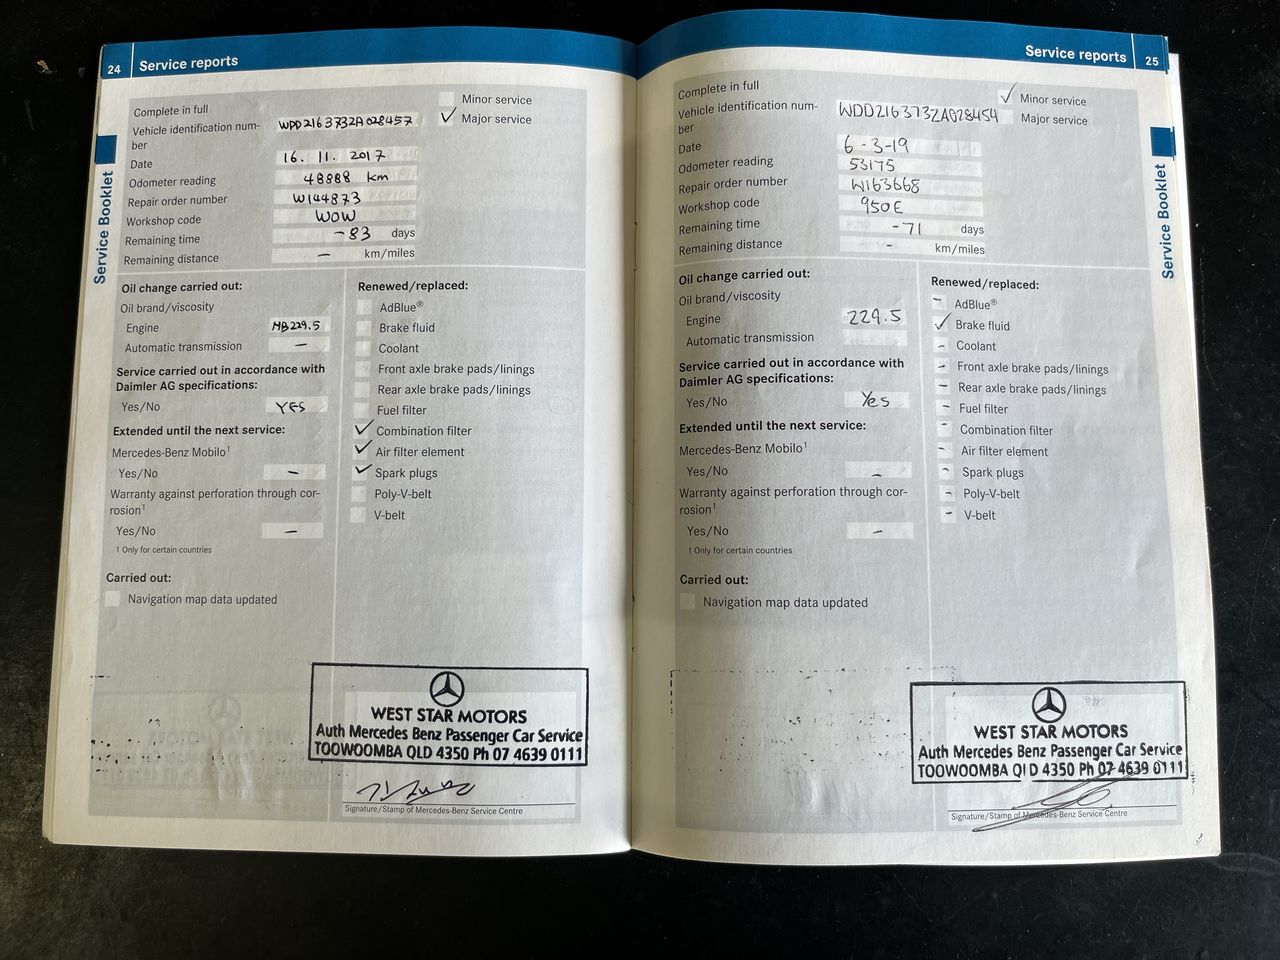 24 Service reports
Complete in full
Minor service
Major service
Vehicle identification num-
ber
WDD2163732A028457
Date
16. 11. 2017
Odometer reading
48888 km
Repair order number
W144873
Workshop code
WOW
Remaining time
-83 days
Remaining distance
- km/miles
Service Booklet
Oil change carried out:
Oil brand/viscosity
Engine
MB229.5
Automatic transmission
-
Service carried out in accordance with
Daimler AG specifications:
Yes/No
YES
Extended until the next service:
Mercedes-Benz Mobilo¹
Yes/No
-
Warranty against perforation through cor-
rosion¹
Yes/No
-
1 Only for certain countries
Carried out:
Navigation map data updated
Renewed/replaced:
AdBlue®
Brake fluid
Coolant
Front axle brake pads/linings
Rear axle brake pads/linings
Fuel filter
Combination filter
Air filter element
Spark plugs
Poly-V-belt
V-belt
WEST STAR MOTORS
Auth Mercedes Benz Passenger Car Service
TOOWOOMBA QLD 4350 Ph 07 4639 0111
Signature/Stamp of Mercedes-Benz Service Centre
Service reports 25
Complete in full
Minor service
Major service
Vehicle identification num-
ber
WDD2163732A028454
Date
6-3-19
Odometer reading
53175
Repair order number
W163668
Workshop code
950E
Remaining time
-71 days
Remaining distance
- km/miles
Service Booklet
Oil change carried out:
Oil brand/viscosity
Engine
229.5
Automatic transmission
Service carried out in accordance with
Daimler AG specifications:
Yes/No
Yes
Extended until the next service:
Mercedes-Benz Mobilo¹
Yes/No
-
Warranty against perforation through cor-
rosion¹
Yes/No
-
1 Only for certain countries
Carried out:
Navigation map data updated
Renewed/replaced:
- AdBlue®
Brake fluid
- Coolant
- Front axle brake pads/linings
- Rear axle brake pads/linings
- Fuel filter
- Combination filter
- Air filter element
- Spark plugs
- Poly-V-belt
- V-belt
WEST STAR MOTORS
Auth Mercedes Benz Passenger Car Service
TOOWOOMBA QLD 4350 Ph 07 4639 0111
Signature/Stamp of Mercedes-Benz Service Centre